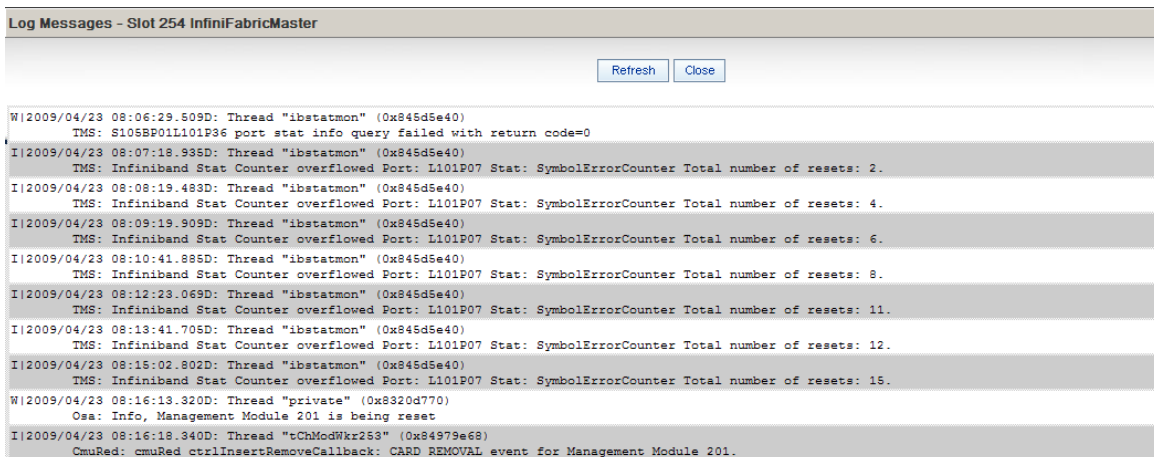 Log Messages - Slot 254 InfiniFabricMaster
Refresh Close
W|2009/04/23 08:06:29.509D: Thread "ibstatmon" (0x845d5e40)
TMS: S105BP01L101P36 port stat info query failed with return code=0
I|2009/04/23 08:07:18.935D: Thread "ibstatmon" (0x845d5e40)
TMS: Infiniband Stat Counter overflowed Port: L101P07 Stat: SymbolErrorCounter Total number of resets: 2.
I|2009/04/23 08:08:19.483D: Thread "ibstatmon" (0x845d5e40)
TMS: Infiniband Stat Counter overflowed Port: L101P07 Stat: SymbolErrorCounter Total number of resets: 4.
I|2009/04/23 08:09:19.909D: Thread "ibstatmon" (0x845d5e40)
TMS: Infiniband Stat Counter overflowed Port: L101P07 Stat: SymbolErrorCounter Total number of resets: 6.
I|2009/04/23 08:10:41.885D: Thread "ibstatmon" (0x845d5e40)
TMS: Infiniband Stat Counter overflowed Port: L101P07 Stat: SymbolErrorCounter Total number of resets: 8.
I|2009/04/23 08:12:23.069D: Thread "ibstatmon" (0x845d5e40)
TMS: Infiniband Stat Counter overflowed Port: L101P07 Stat: SymbolErrorCounter Total number of resets: 11.
I|2009/04/23 08:13:41.705D: Thread "ibstatmon" (0x845d5e40)
TMS: Infiniband Stat Counter overflowed Port: L101P07 Stat: SymbolErrorCounter Total number of resets: 12.
I|2009/04/23 08:15:02.802D: Thread "ibstatmon" (0x845d5e40)
TMS: Infiniband Stat Counter overflowed Port: L101P07 Stat: SymbolErrorCounter Total number of resets: 15.
W|2009/04/23 08:16:13.320D: Thread "private" (0x8320d770)
Osa: Info, Management Module 201 is being reset
I|2009/04/23 08:16:18.340D: Thread "tChModWkr253" (0x84979e68)
CmuRed: cmuRed_ctrlInsertRemoveCallback: CARD_REMOVAL event for Management Module 201.